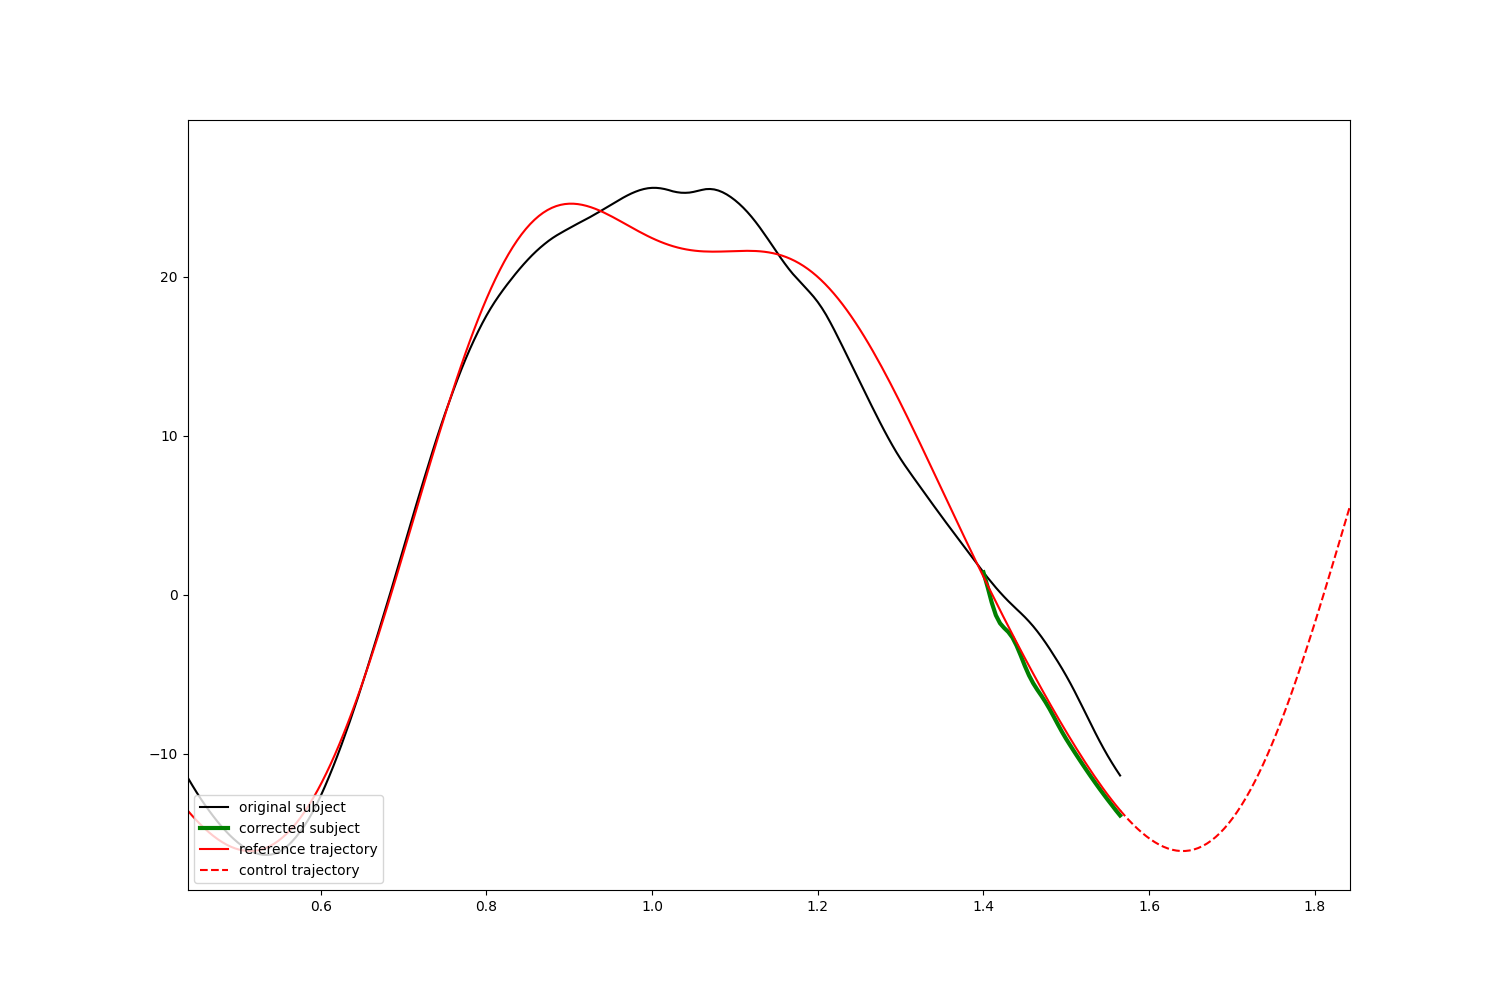 20
10
0
−10
original subject
corrected subject
reference trajectory
control trajectory
0.6 0.8 1.0 1.2 1.4 1.6 1.8